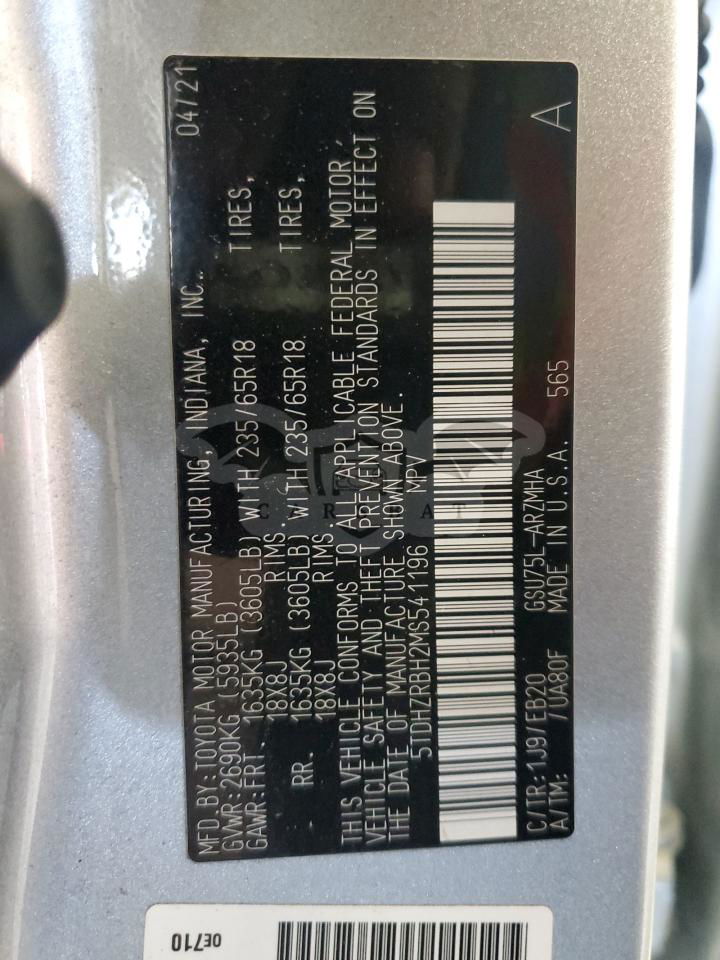 MFD.BY:TOYOTA MOTOR MANUFACTURING, INDIANA, INC. 04/21
GVWR:2690KG (5935LB)
GAWR:FRT. 1635KG (3605LB) WITH 235/65R18 TIRES,
18X8J RIMS.
RR. 1635KG (3605LB) WITH 235/65R18 TIRES,
18X8J RIMS.
THIS VEHICLE CONFORMS TO ALL APPLICABLE FEDERAL MOTOR
VEHICLE SAFETY AND THEFT PREVENTION STANDARDS IN EFFECT ON
THE DATE OF MANUFACTURE SHOWN ABOVE.
5TDHZRBH2MS541196 MPV
C/TR:1J9/EB20 GSU75L-ARZMHA A
A/TM: /UA80F MADE IN U.S.A. 565
0E710
CARCAT